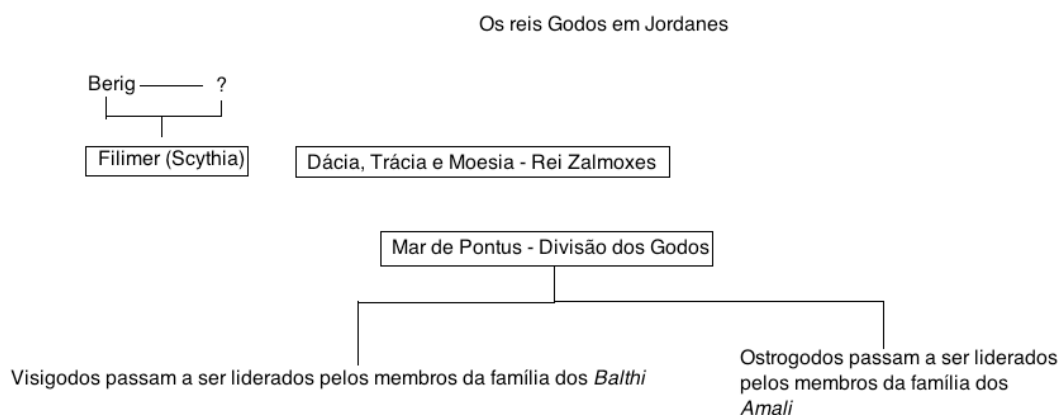 Os reis Godos em Jordanes
Berig ?
Filimer (Scythia)
Dácia, Trácia e Moesia - Rei Zalmoxes
Mar de Pontus - Divisão dos Godos
Visigodos passam a ser liderados pelos membros da família dos Balthi
Ostrogodos passam a ser liderados
pelos membros da família dos
Amali